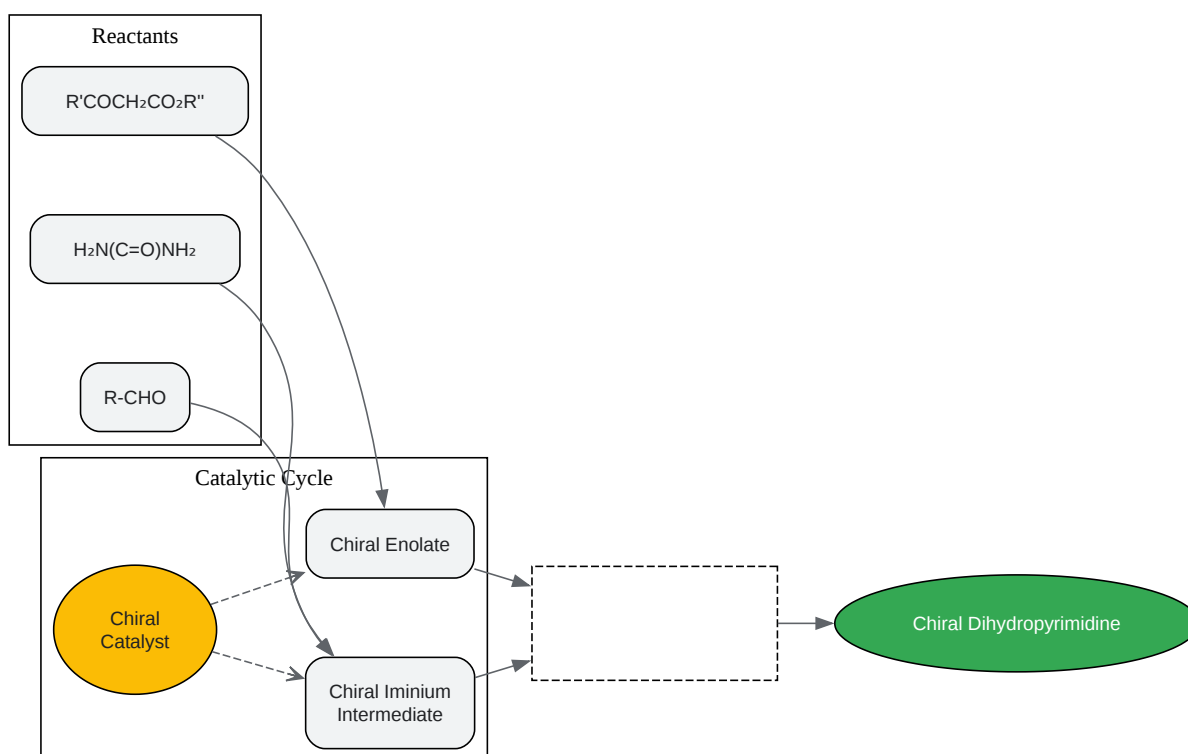 Reactants
R'COCH₂CO₂R''
H₂N(C=O)NH₂
R-CHO
Catalytic Cycle
Chiral Enolate
Chiral
Catalyst
Chiral Iminium
Intermediate
Chiral Dihydropyrimidine